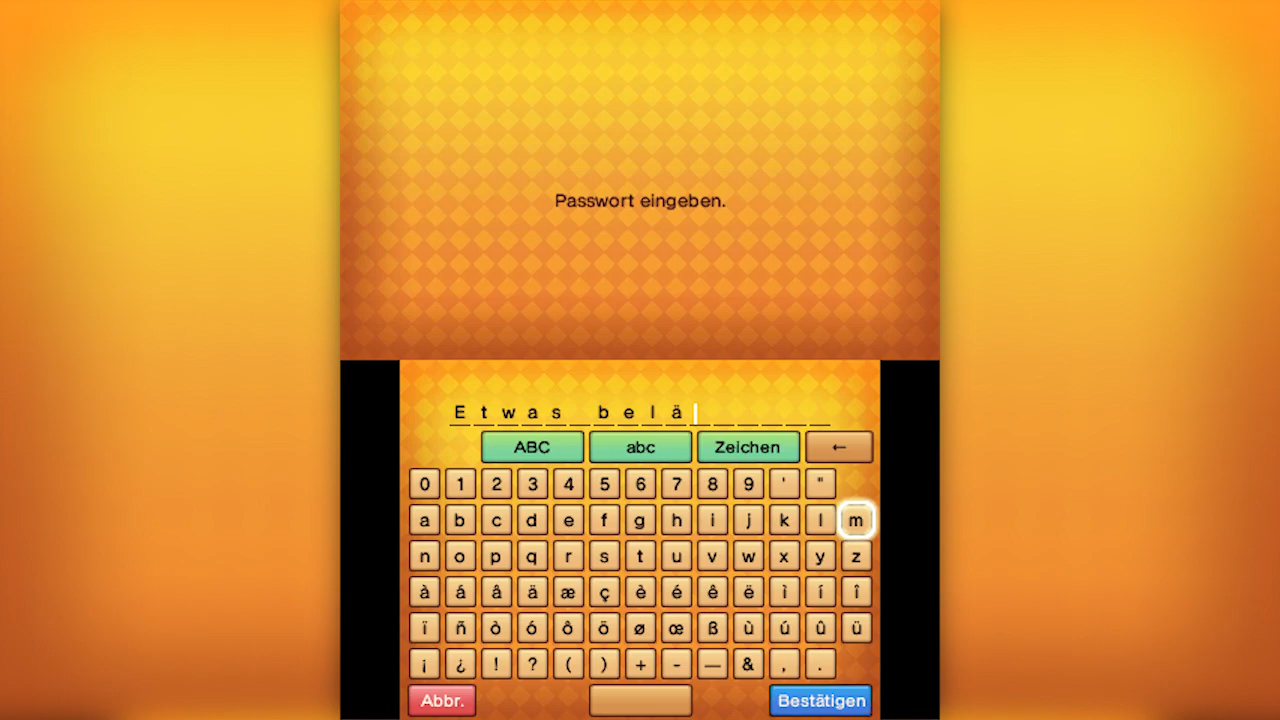 Passwort eingeben.
Etwas belä
ABC abc Zeichen ←
0 1 2 3 4 5 6 7 8 9 ' "
a b c d e f g h i j k l m
n o p q r s t u v w x y z
à á â ä æ ç è é ê ë ì í î
ï ñ ò ó ô ö ø œ ß ù ú û ü
¡ ¿ ! ? ( ) + - — & , .
Abbr. Bestätigen